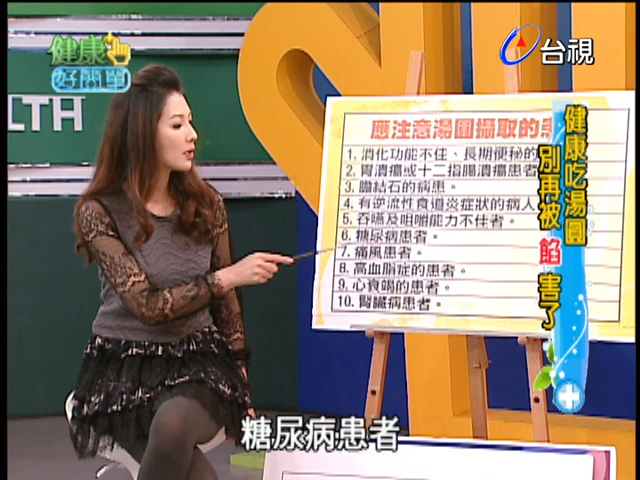 健康
好簡單
台視
LTH
應注意湯圓攝取的
1. 消化功能不佳、長期便秘的
2. 胃潰瘍或十二指腸潰瘍患者
3. 膽結石的病患。
4. 有逆流性食道炎症狀的病人
5. 吞嚥及咀嚼能力不佳者。
6. 糖尿病患者。
7. 痛風患者。
8. 高血脂症的患者。
9. 心衰竭的患者。
10. 腎臟病患者。
健康吃湯圓
別再被餡害了
糖尿病患者